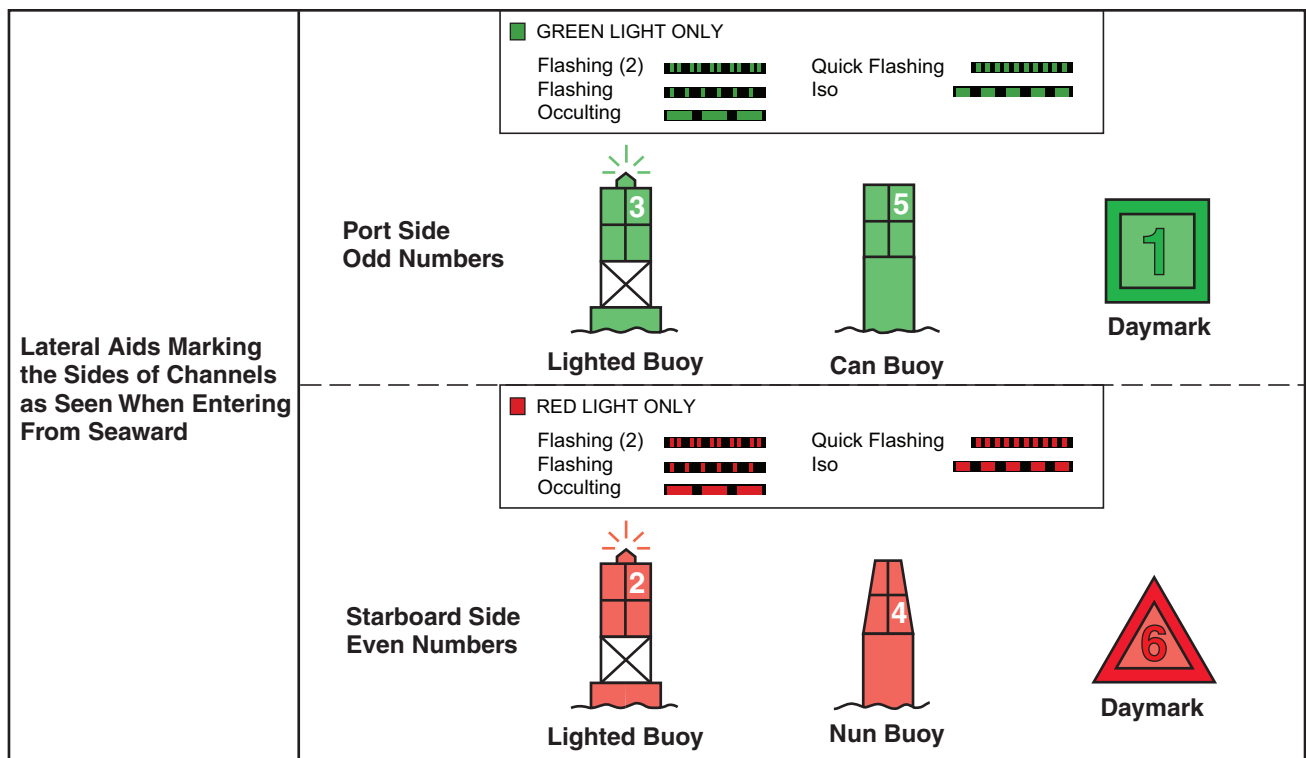 GREEN LIGHT ONLY
Flashing (2)
Quick Flashing
Flashing
Iso
Occulting
Port Side
Odd Numbers
3
5
1
Lighted Buoy
Can Buoy
Daymark
Lateral Aids Marking
the Sides of Channels
as Seen When Entering
From Seaward
RED LIGHT ONLY
Flashing (2)
Quick Flashing
Flashing
Iso
Occulting
Starboard Side
Even Numbers
2
4
6
Lighted Buoy
Nun Buoy
Daymark